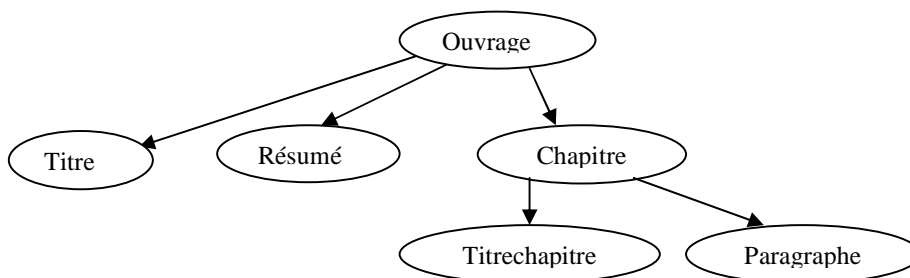 Ouvrage
Titre
Résumé
Chapitre
Titrechapitre
Paragraphe